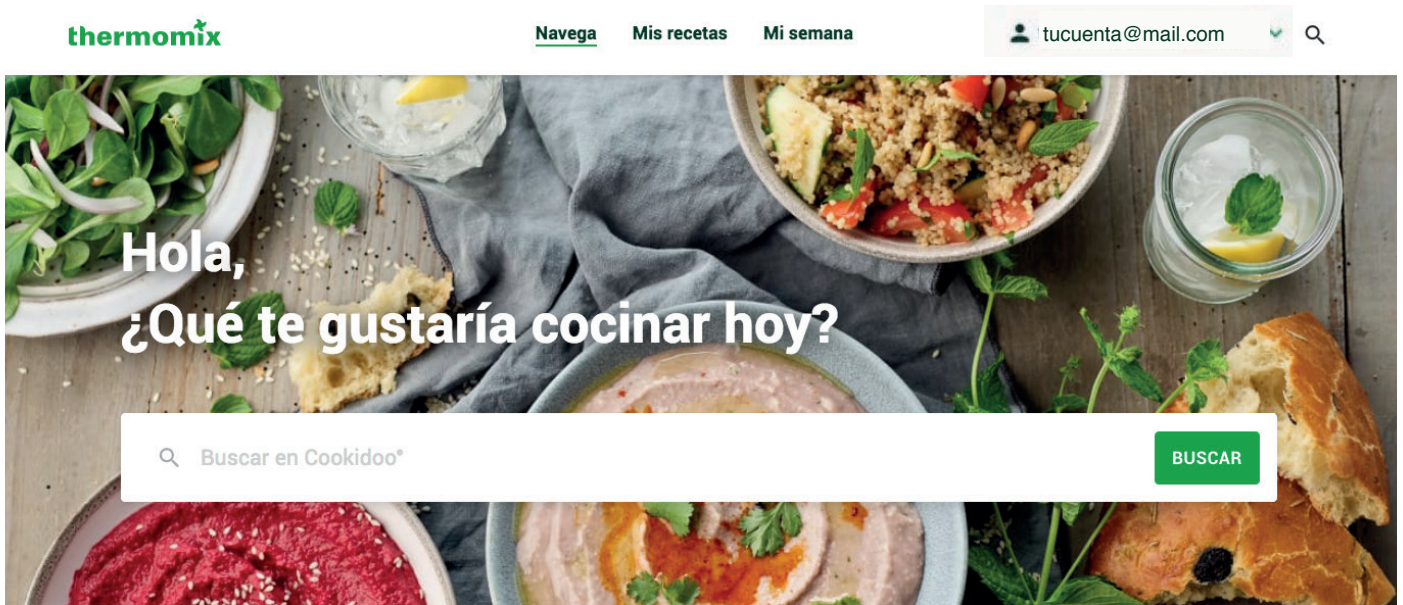 thermomix
Navega Mis recetas Mi semana tucuenta@mail.com
Hola,
¿Qué te gustaría cocinar hoy?
Buscar en Cookidoo®
BUSCAR